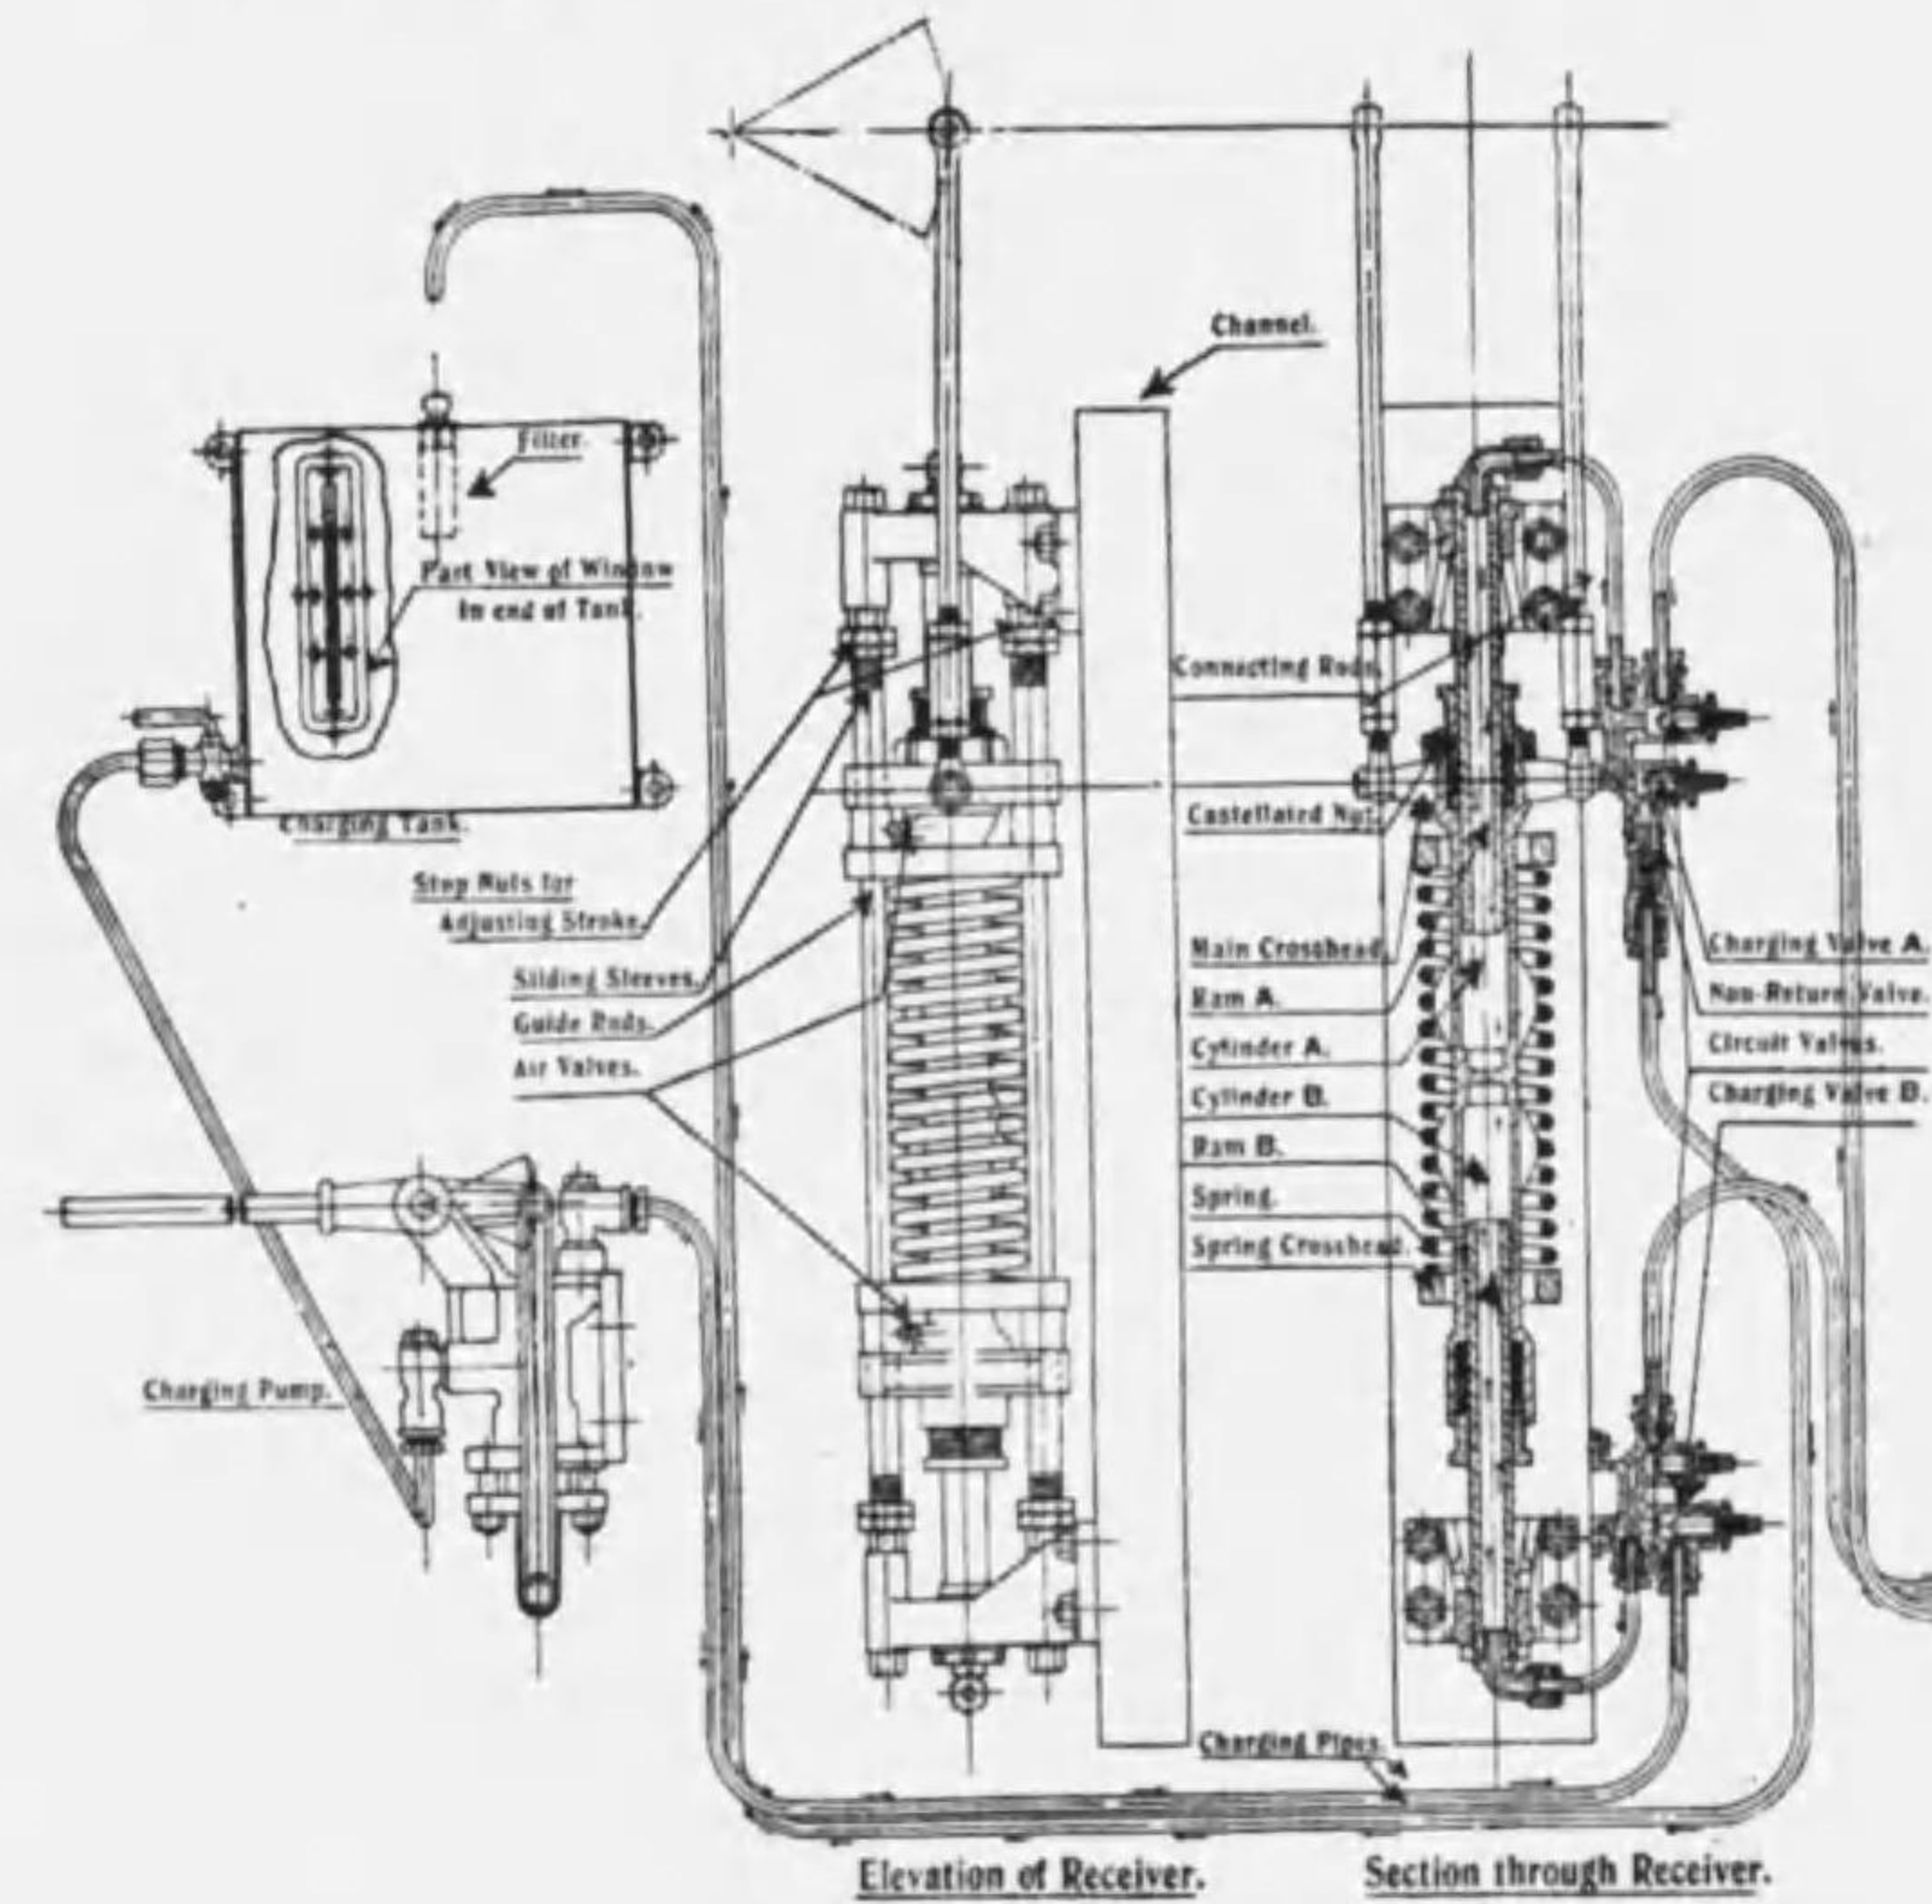 Channel.
Filter.
Part View of Window
in end of Tank.
Charging Tank.
Connecting Rods.
Castellated Nut.
Stop Nuts for
Adjusting Stroke.
Sliding Sleeves.
Guide Rods.
Air Valves.
Main Crosshead.
Ram A.
Cylinder A.
Cylinder B.
Ram B.
Spring.
Spring Crosshead.
Charging Valve A.
Non-Return Valve.
Circuit Valves.
Charging Valve B.
Charging Pump.
Charging Pipes.
Elevation of Receiver.
Section through Receiver.